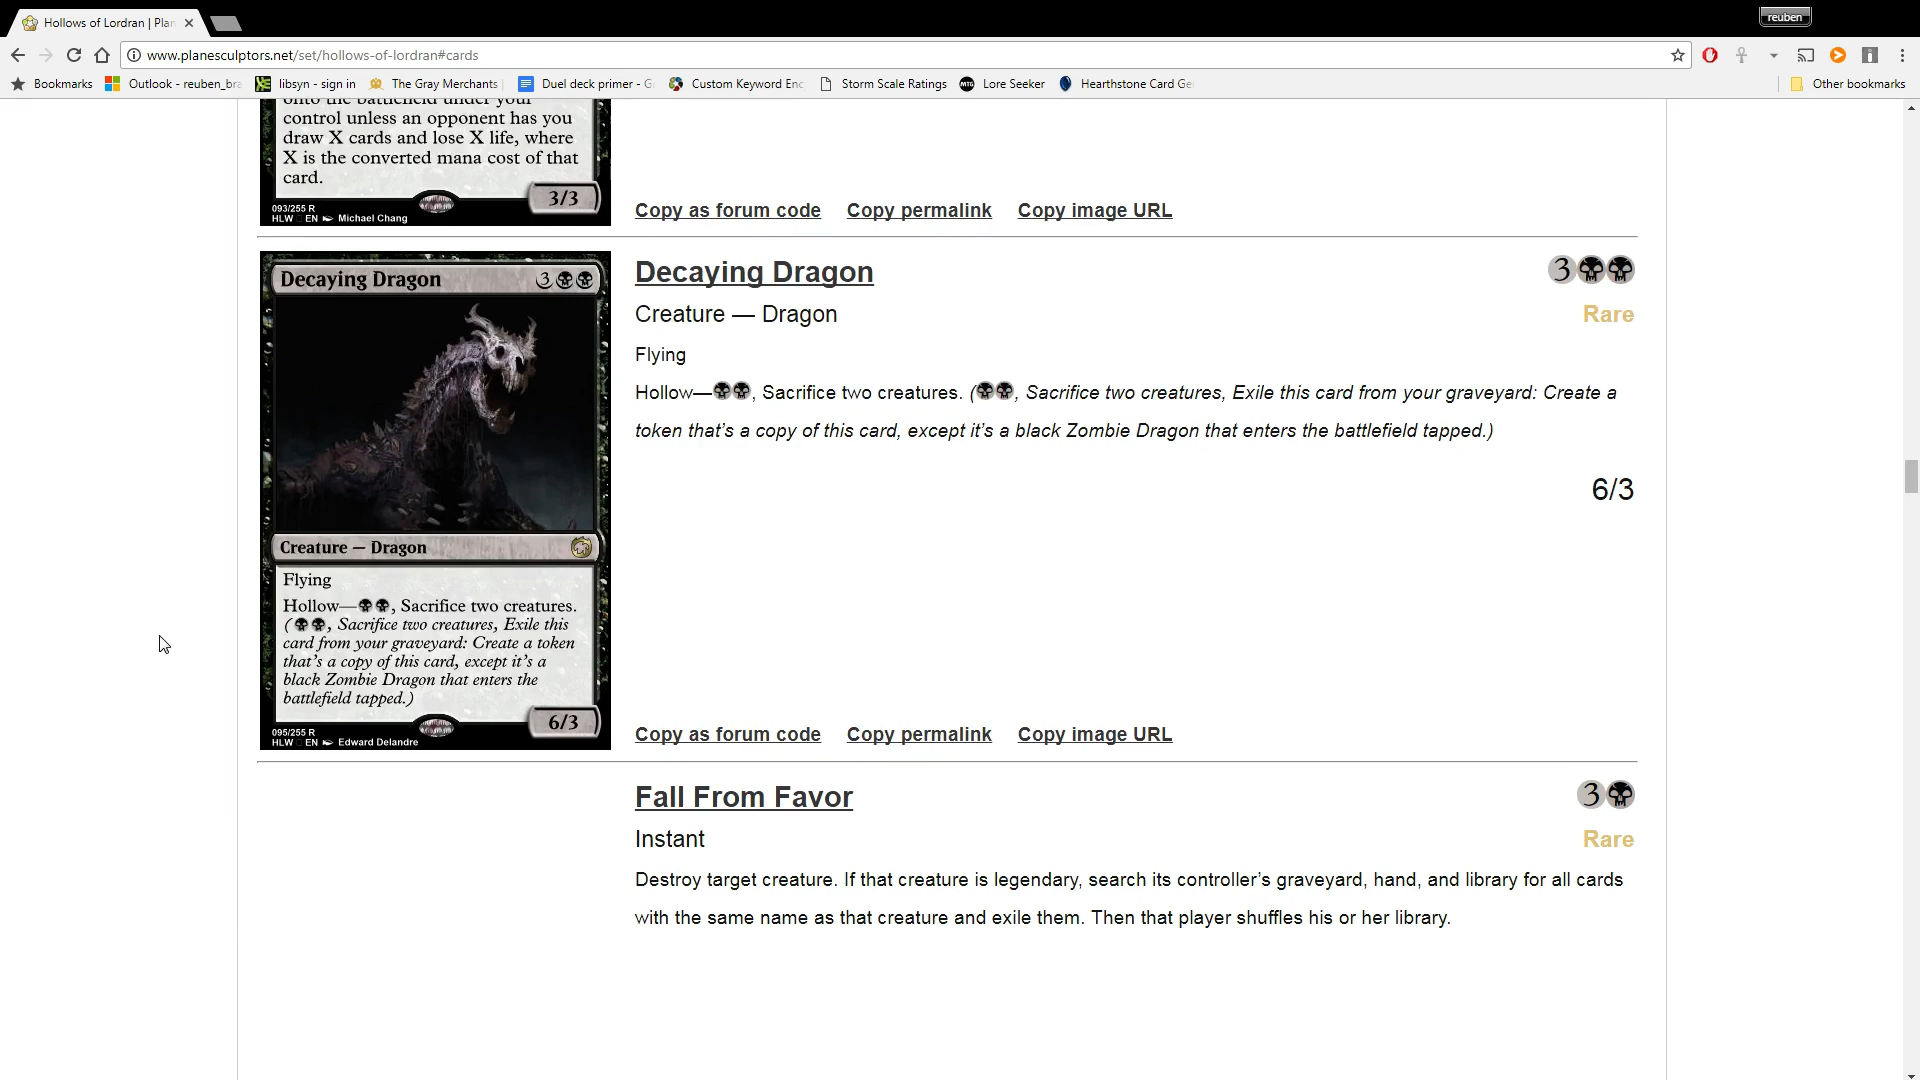 Hollows of Lordran | Plan
reuben
www.planesculptors.net/set/hollows-of-lordran#cards
Bookmarks
Outlook - reuben_bra
libsyn - sign in
The Gray Merchants
Duel deck primer - G
Custom Keyword Enc
Storm Scale Ratings
MTG
Lore Seeker
Hearthstone Card Ge
Other bookmarks
onto the battlefield under your
control unless an opponent has you
draw X cards and lose X life, where
X is the converted mana cost of that
card.
3/3
093/255 R
HLW EN Michael Chang
Copy as forum code Copy permalink Copy image URL
Decaying Dragon 3
Creature — Dragon
Flying
Hollow— , Sacrifice two creatures.
( , Sacrifice two creatures, Exile this
card from your graveyard: Create a token
that's a copy of this card, except it's a
black Zombie Dragon that enters the
battlefield tapped.)
6/3
095/255 R
HLW EN Edward Delandre
Decaying Dragon 3
Creature — Dragon Rare
Flying
Hollow— , Sacrifice two creatures. ( , Sacrifice two creatures, Exile this card from your graveyard: Create a
token that’s a copy of this card, except it’s a black Zombie Dragon that enters the battlefield tapped.)
6/3
Copy as forum code Copy permalink Copy image URL
Fall From Favor 3
Instant Rare
Destroy target creature. If that creature is legendary, search its controller’s graveyard, hand, and library for all cards
with the same name as that creature and exile them. Then that player shuffles his or her library.